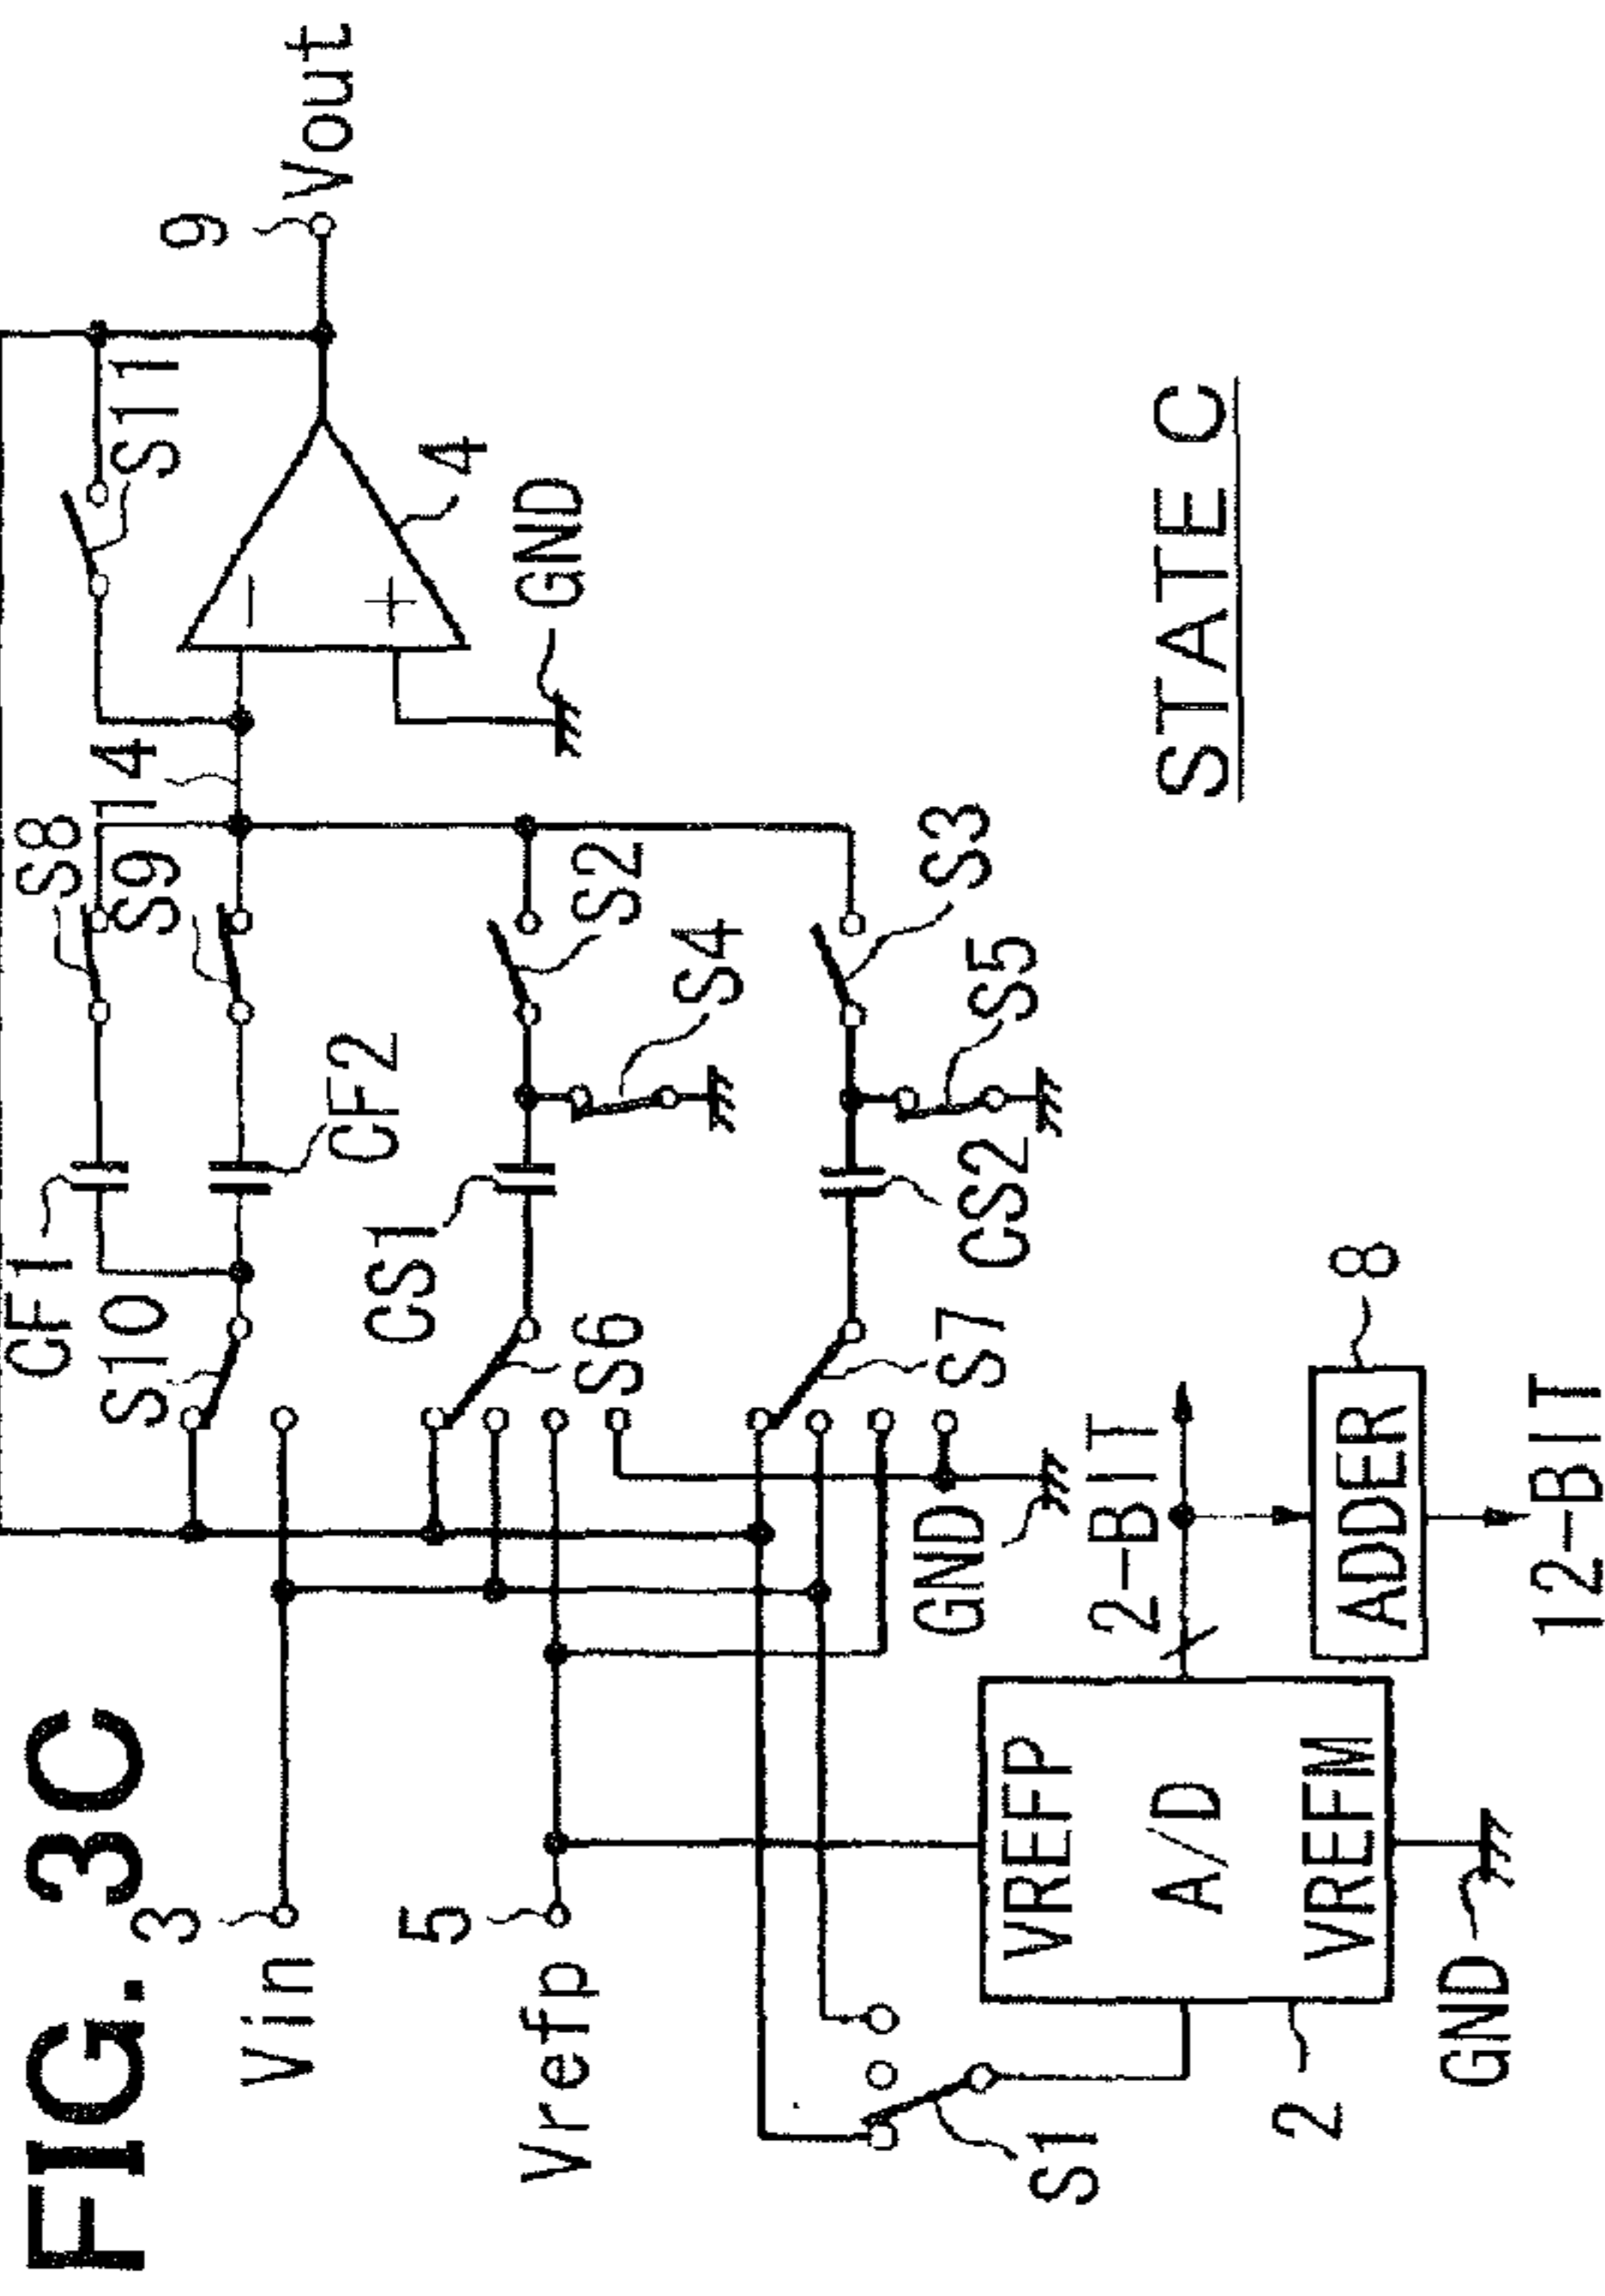 FIG. 3C
CF1
S8
S10
S9
14
S11
9
Vout
CF2
4
3
Vin
CS1
S2
GND
S6
S4
5
Vrefp
S3
CS2
S5
S7
GND
S1
VREFP
A/D
VREFM
2
2-BIT
GND
ADDER
8
12-BIT
STATE C